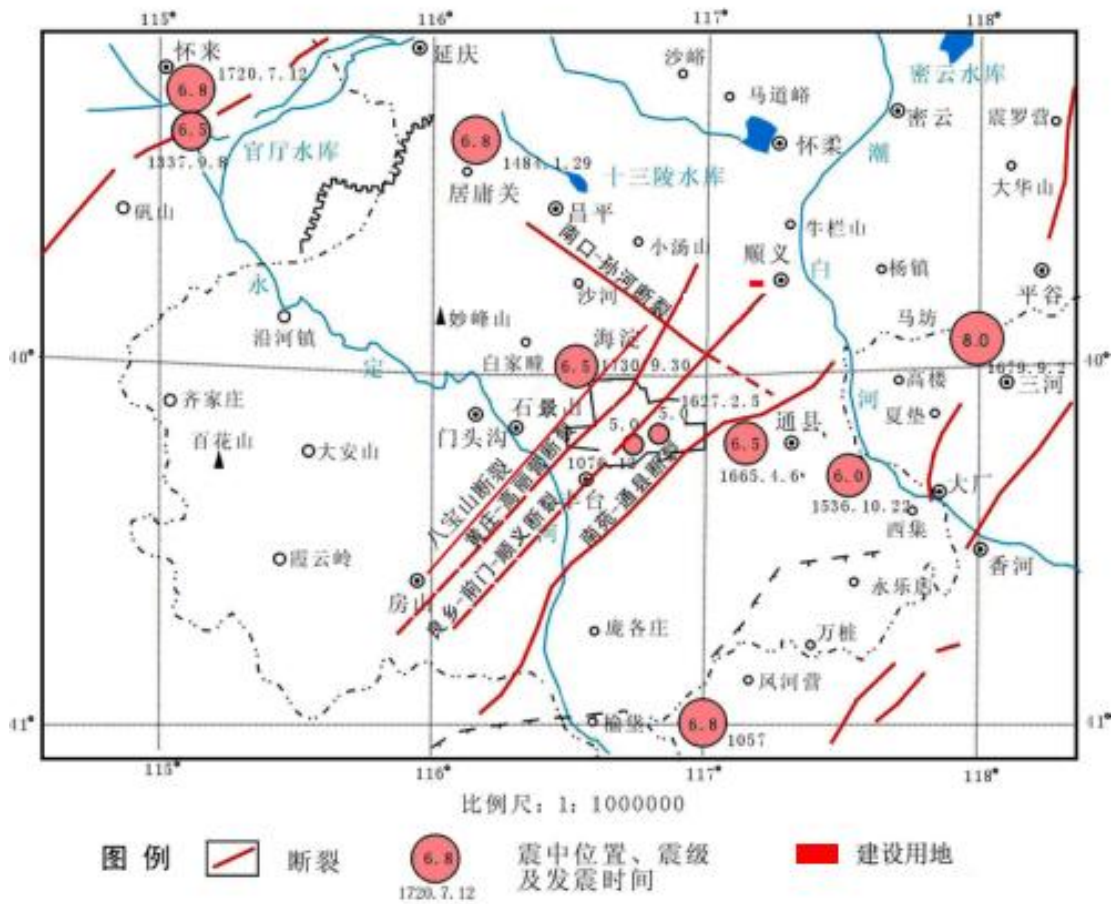 115° 116° 117° 118°
怀来
6.8
1720.7.12
6.5
1337.9.8
延庆
沙峪
马道峪
密云水库
密云
震罗营
怀柔
潮
官厅水库
6.8
1484.1.29
居庸关
十三陵水库
昌平
大华山
矾山
小汤山
牛栏山
顺义
白
杨镇
平谷
南口-孙河断裂
沙河
永
沿河镇
妙峰山
海淀
马坊
8.0
1679.9.2
三河
40°
40°
定
白家疃
6.5
1730.9.30
高楼
河
夏垫
齐家庄
百花山
大安山
石景山
门头沟
1627.2.5
5.0
5.0
6.5
通县
1665.4.6
6.0
1536.10.22
大厂
西集
丰台
八宝山断裂
黄庄-高丽营断裂
良乡-前门-顺义断裂
南苑-通县断裂
河
香河
霞云岭
房山
庞各庄
永乐店
万桩
风河营
榆垡
6.8
1057
41°
41°
115° 116° 117° 118°
比例尺: 1: 1000000
图 例
断裂
6.8
1720.7.12
震中位置、震级
及发震时间
建设用地